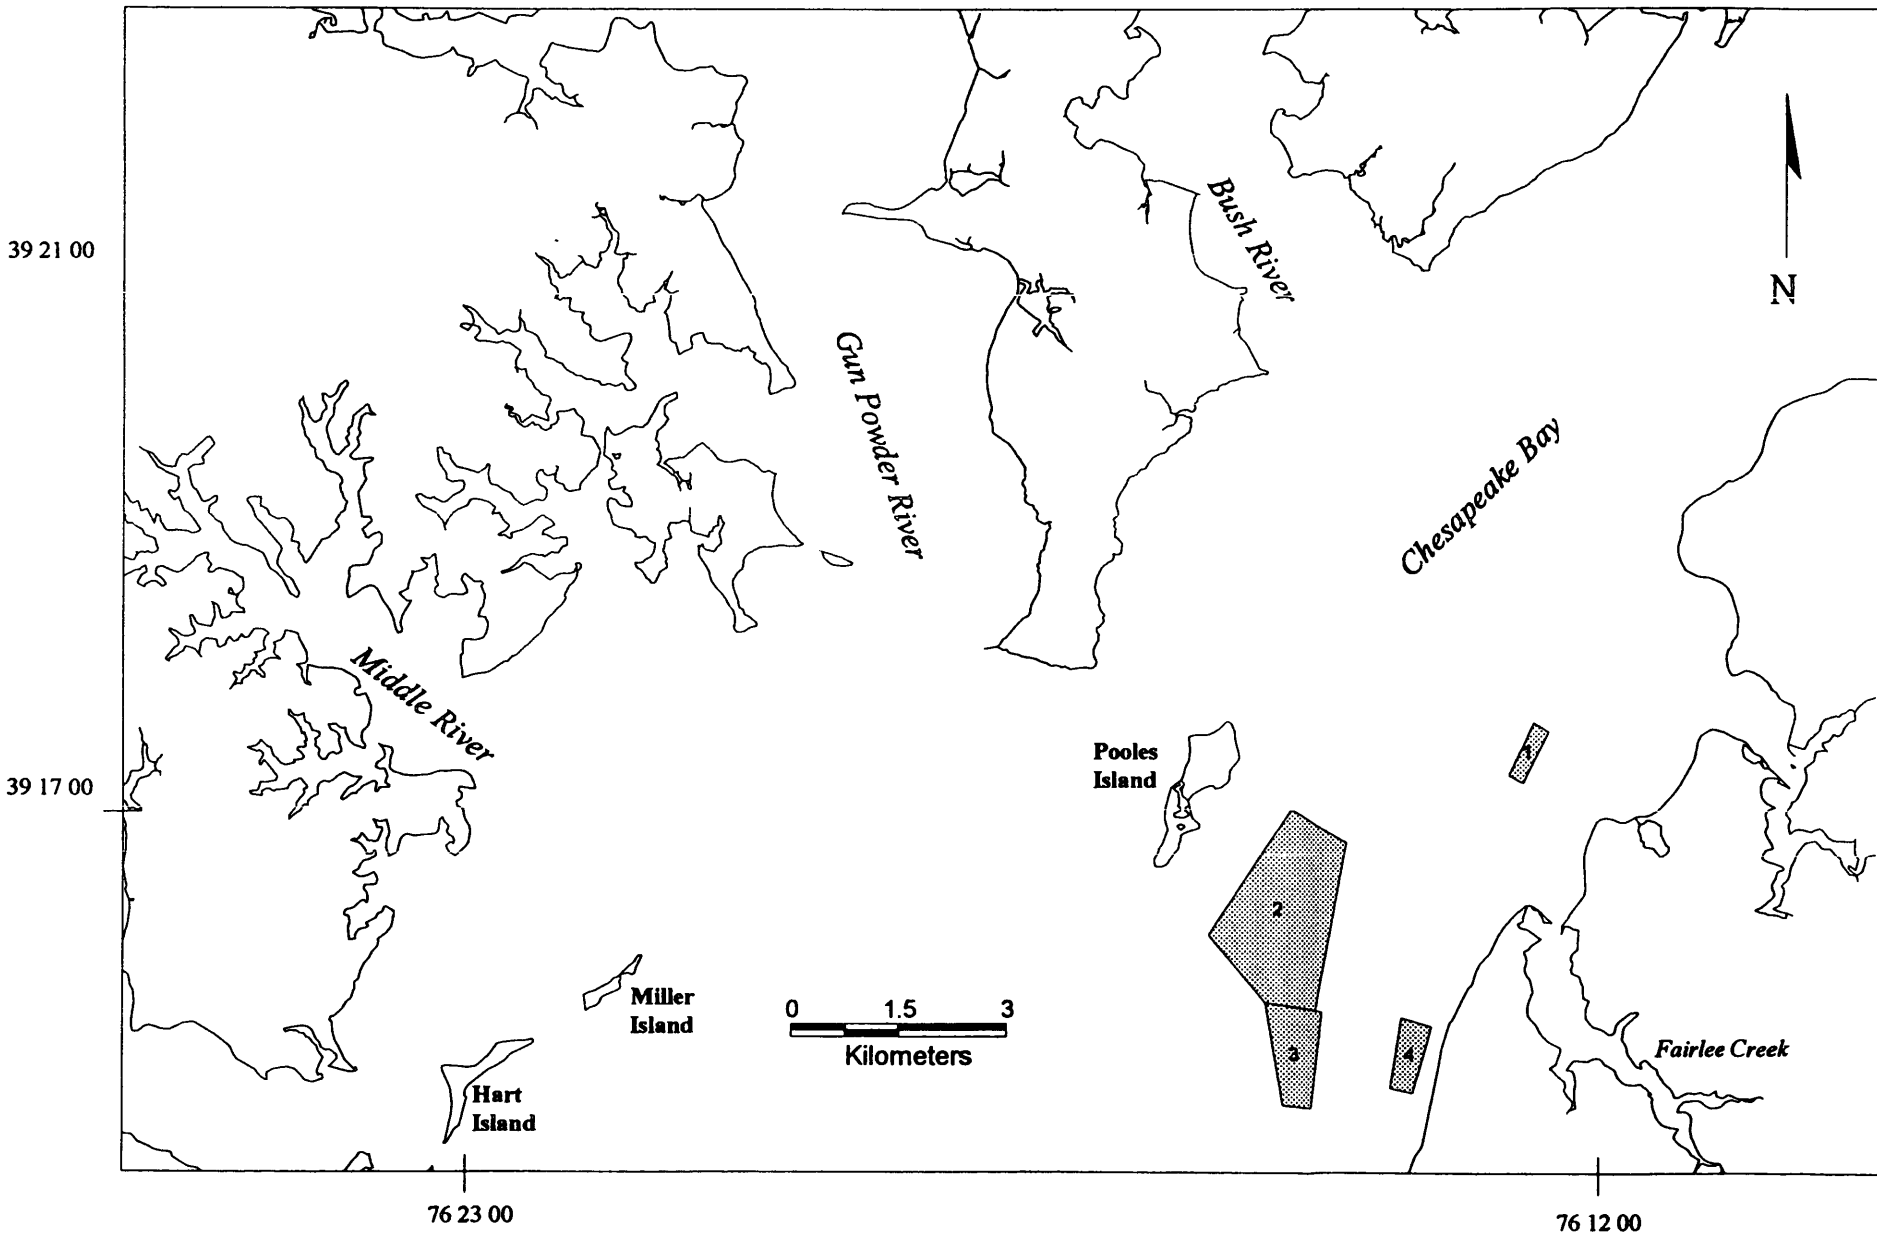 39 21 00
Bush River
N
Gun Powder River
Chesapeake Bay
Middle River
39 17 00
Pooles
Island
1
2
Miller
Island
0 1.5 3
Kilometers
3
4
Fairlee Creek
Hart
Island
76 23 00
76 12 00